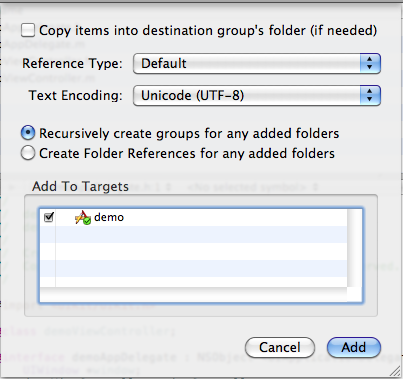 Copy items into destination group's folder (if needed)
Reference Type: Default
Text Encoding: Unicode (UTF-8)
Recursively create groups for any added folders
Create Folder References for any added folders
Add To Targets
demo
Cancel Add